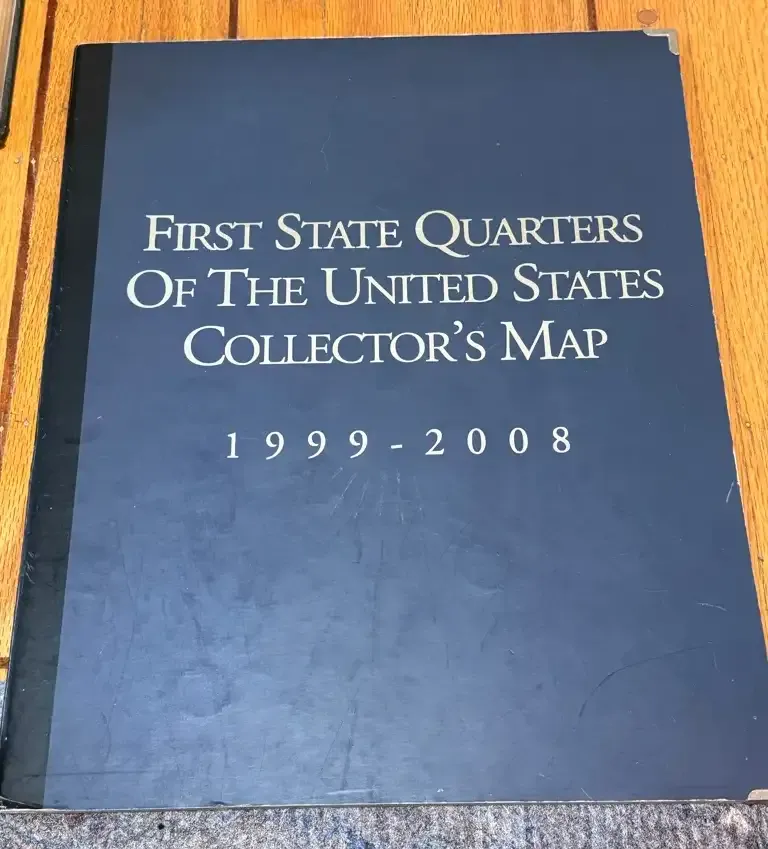 First State Quarters
Of The United States
Collector's Map
1999-2008